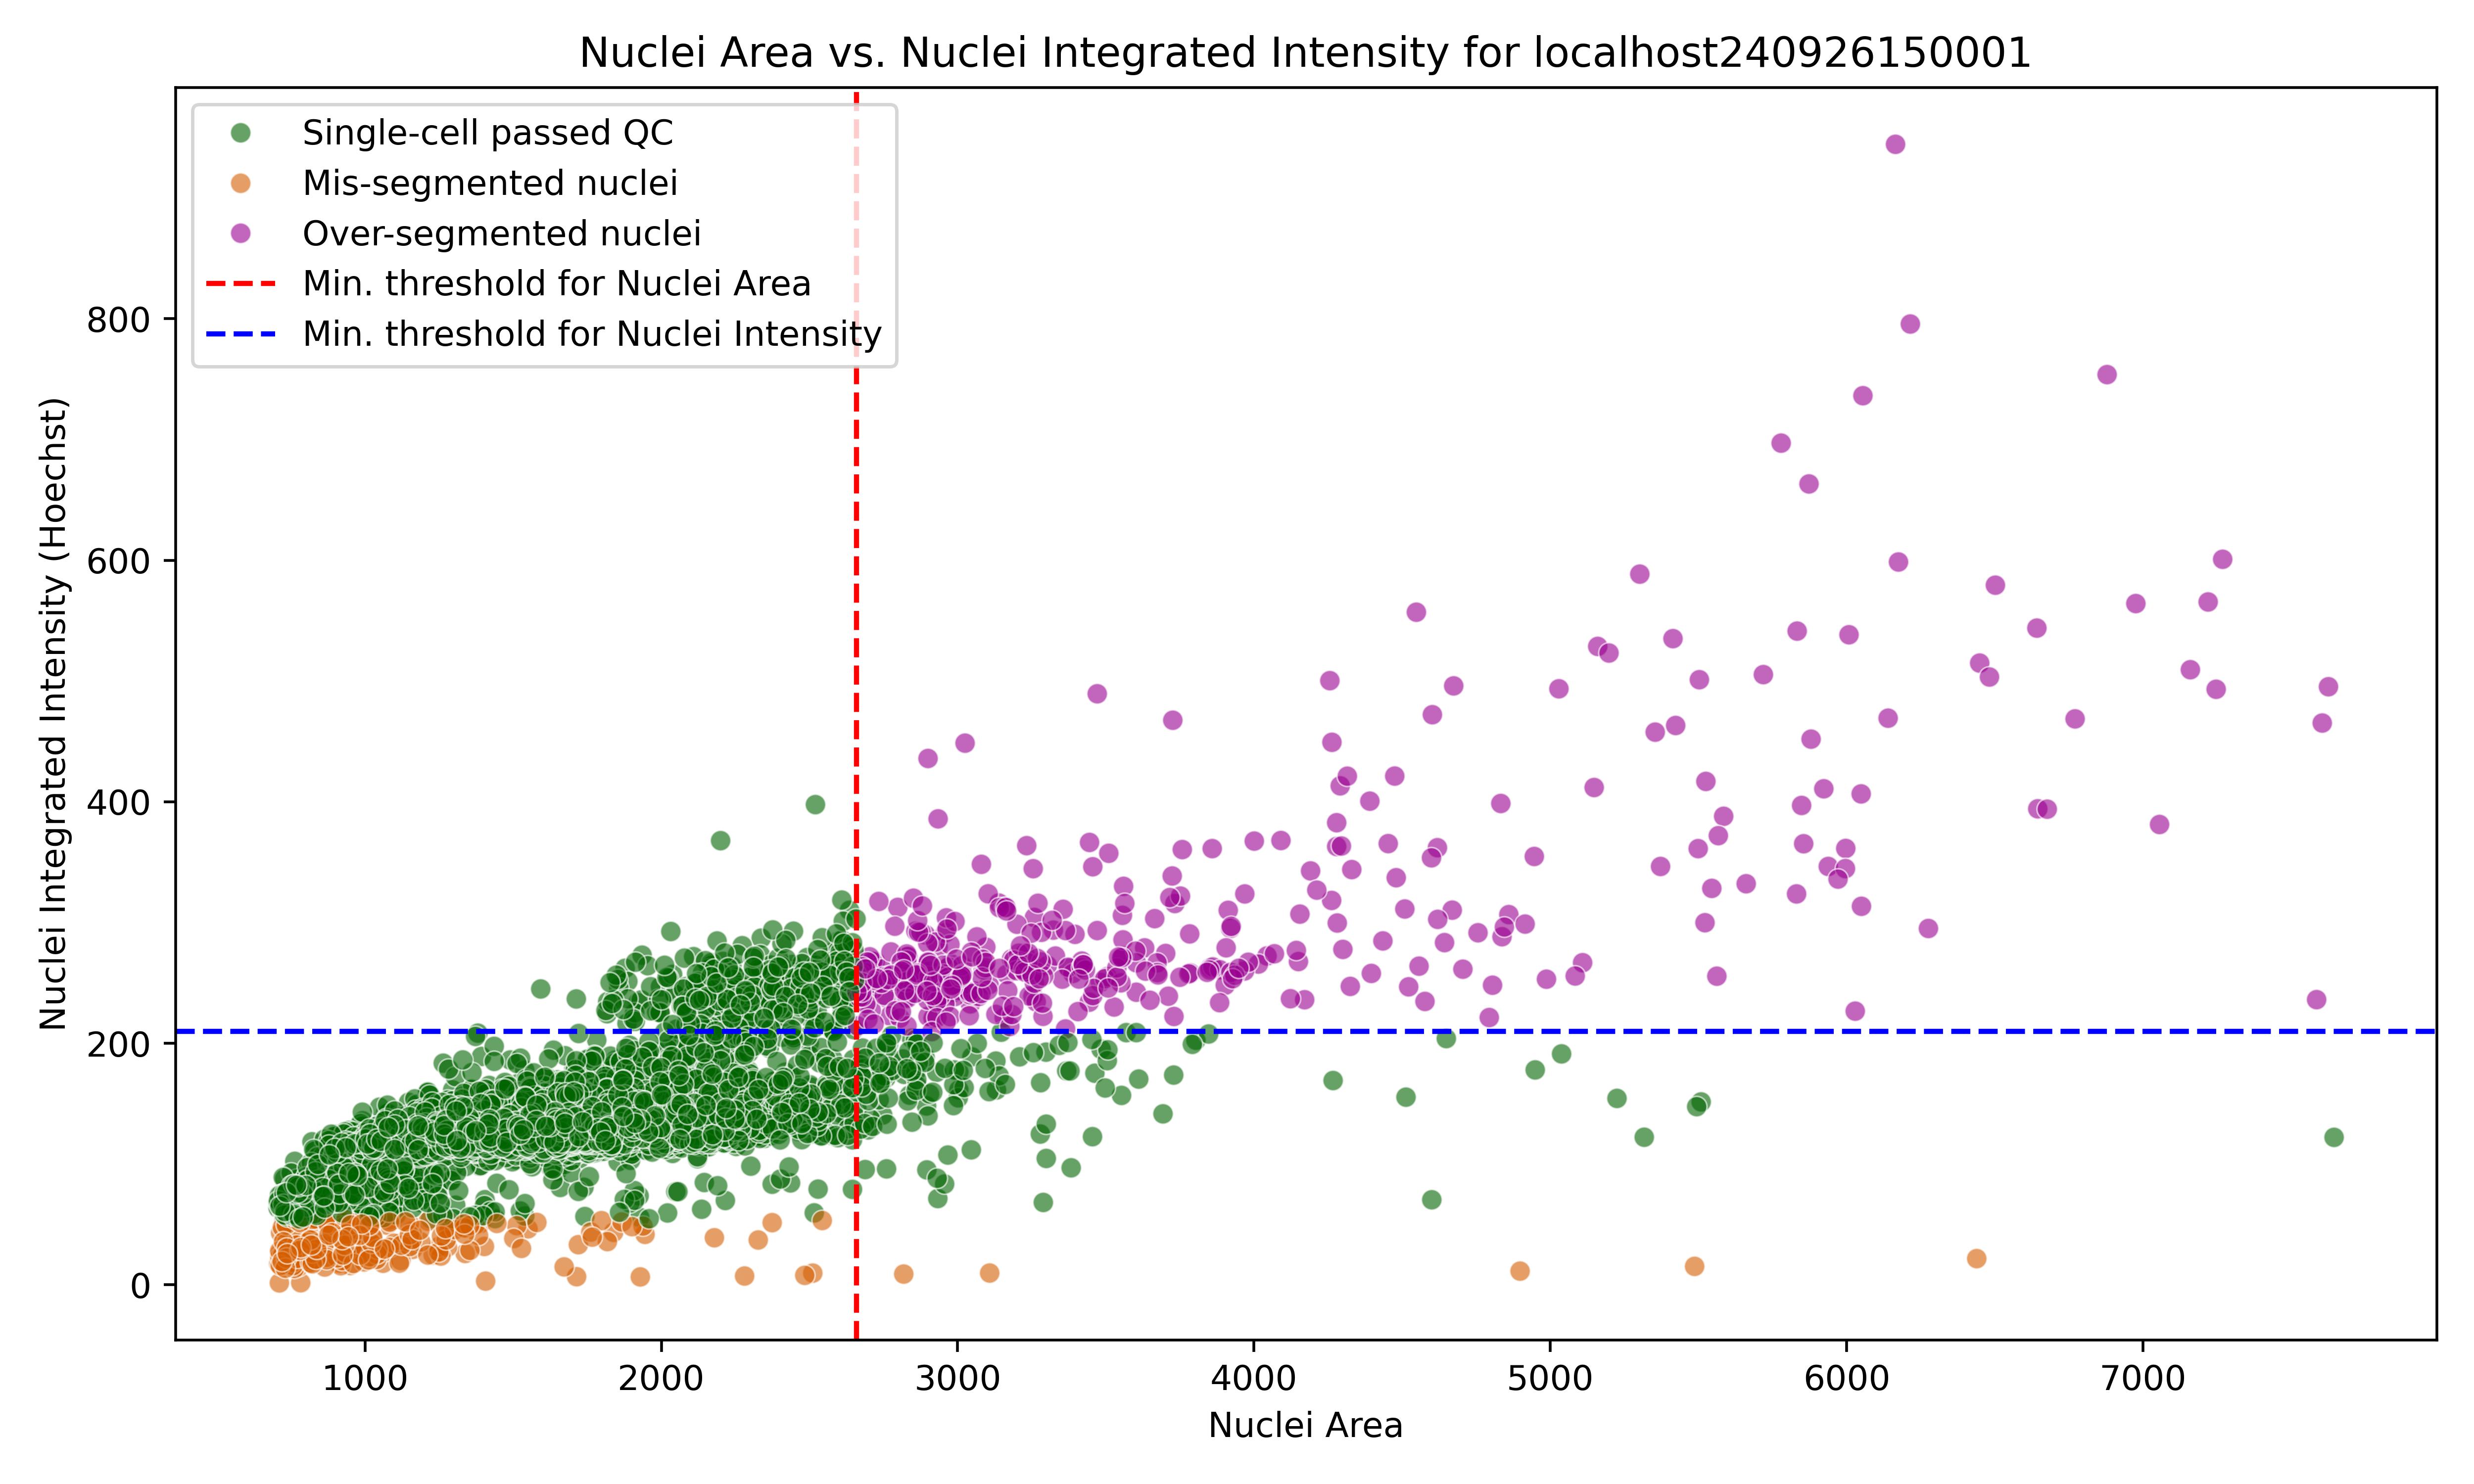 Nuclei Area vs. Nuclei Integrated Intensity for localhost240926150001
Single-cell passed QC
Mis-segmented nuclei
Over-segmented nuclei
Min. threshold for Nuclei Area
Min. threshold for Nuclei Intensity
Nuclei Integrated Intensity (Hoechst)
800
600
400
200
0
1000 2000 3000 4000 5000 6000 7000
Nuclei Area